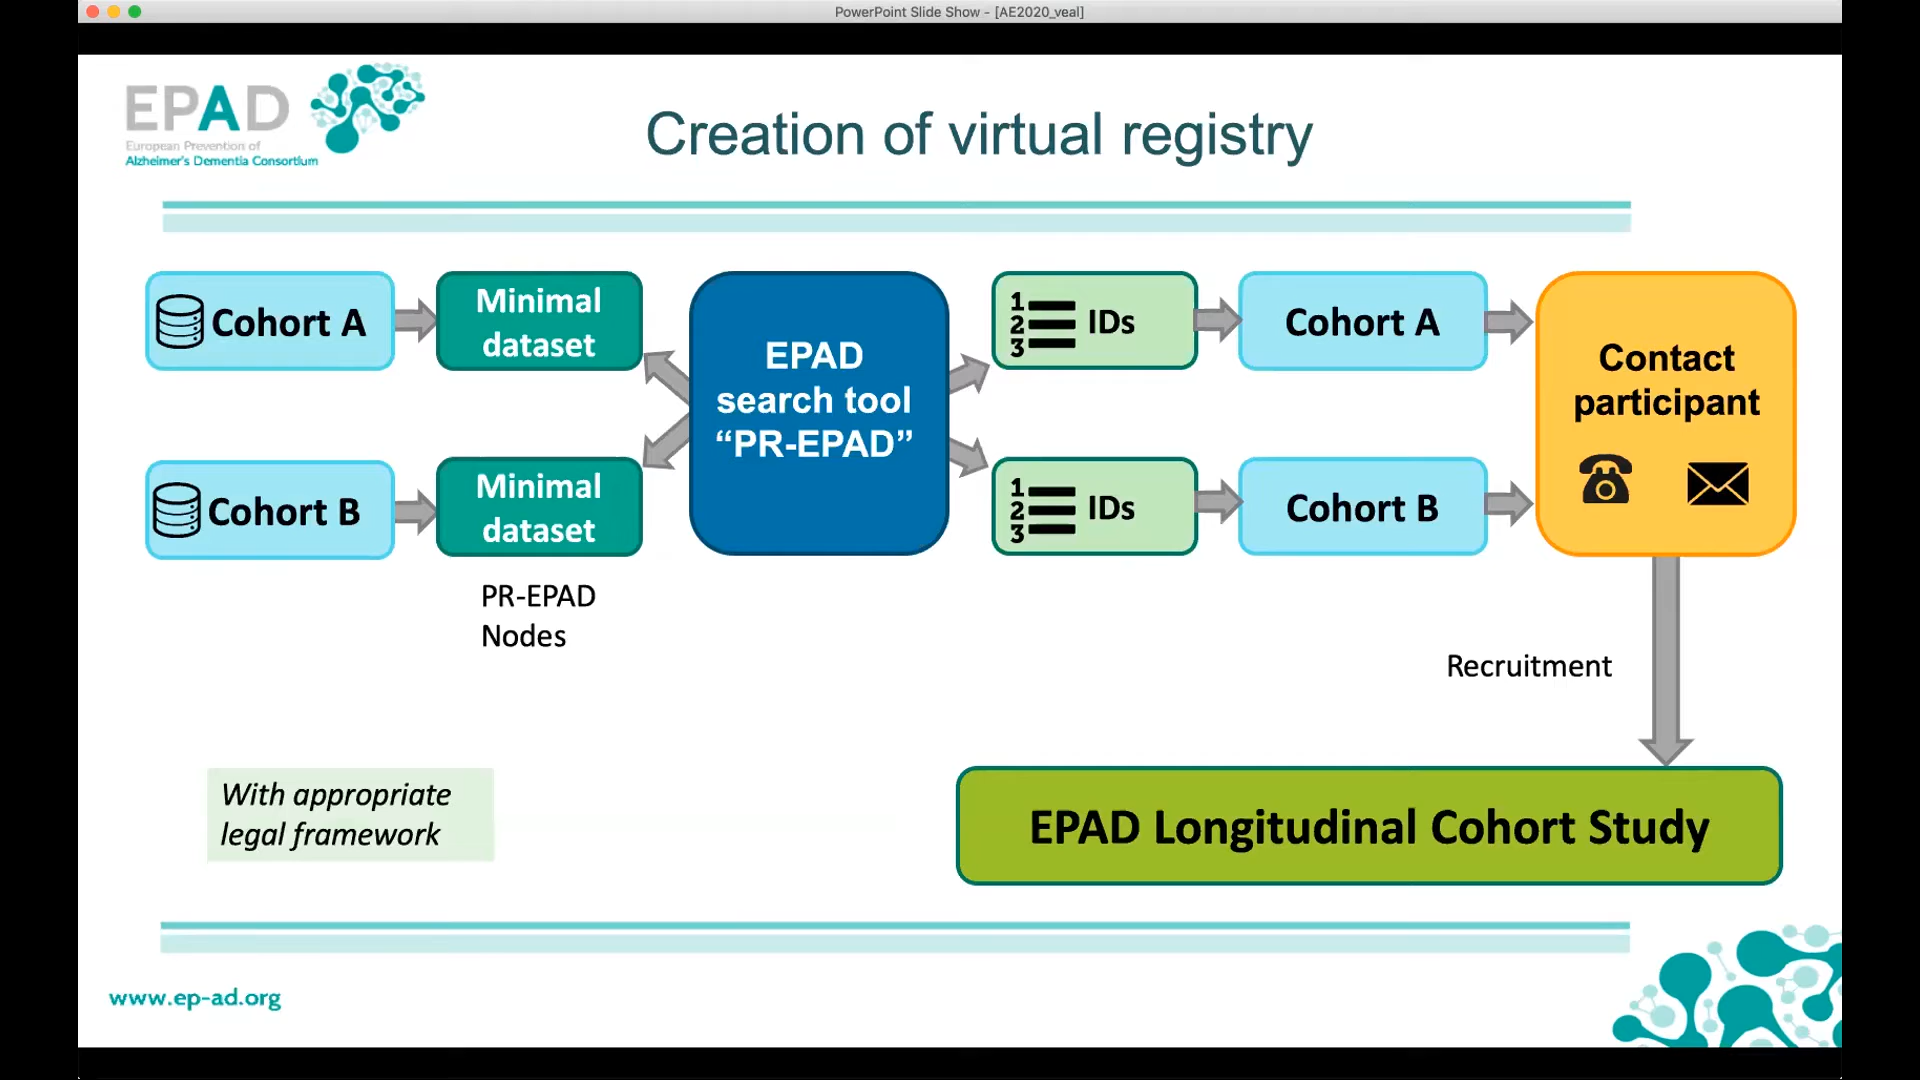 PowerPoint Slide Show - [AE2020_veal]
EPAD
European Prevention of
Alzheimer's Dementia Consortium
Creation of virtual registry
Cohort A
Minimal
dataset
EPAD
search tool
“PR-EPAD”
1
2
3
IDs
Cohort A
Contact
participant
Cohort B
Minimal
dataset
1
2
3
IDs
Cohort B
PR-EPAD
Nodes
Recruitment
With appropriate
legal framework
EPAD Longitudinal Cohort Study
www.ep-ad.org